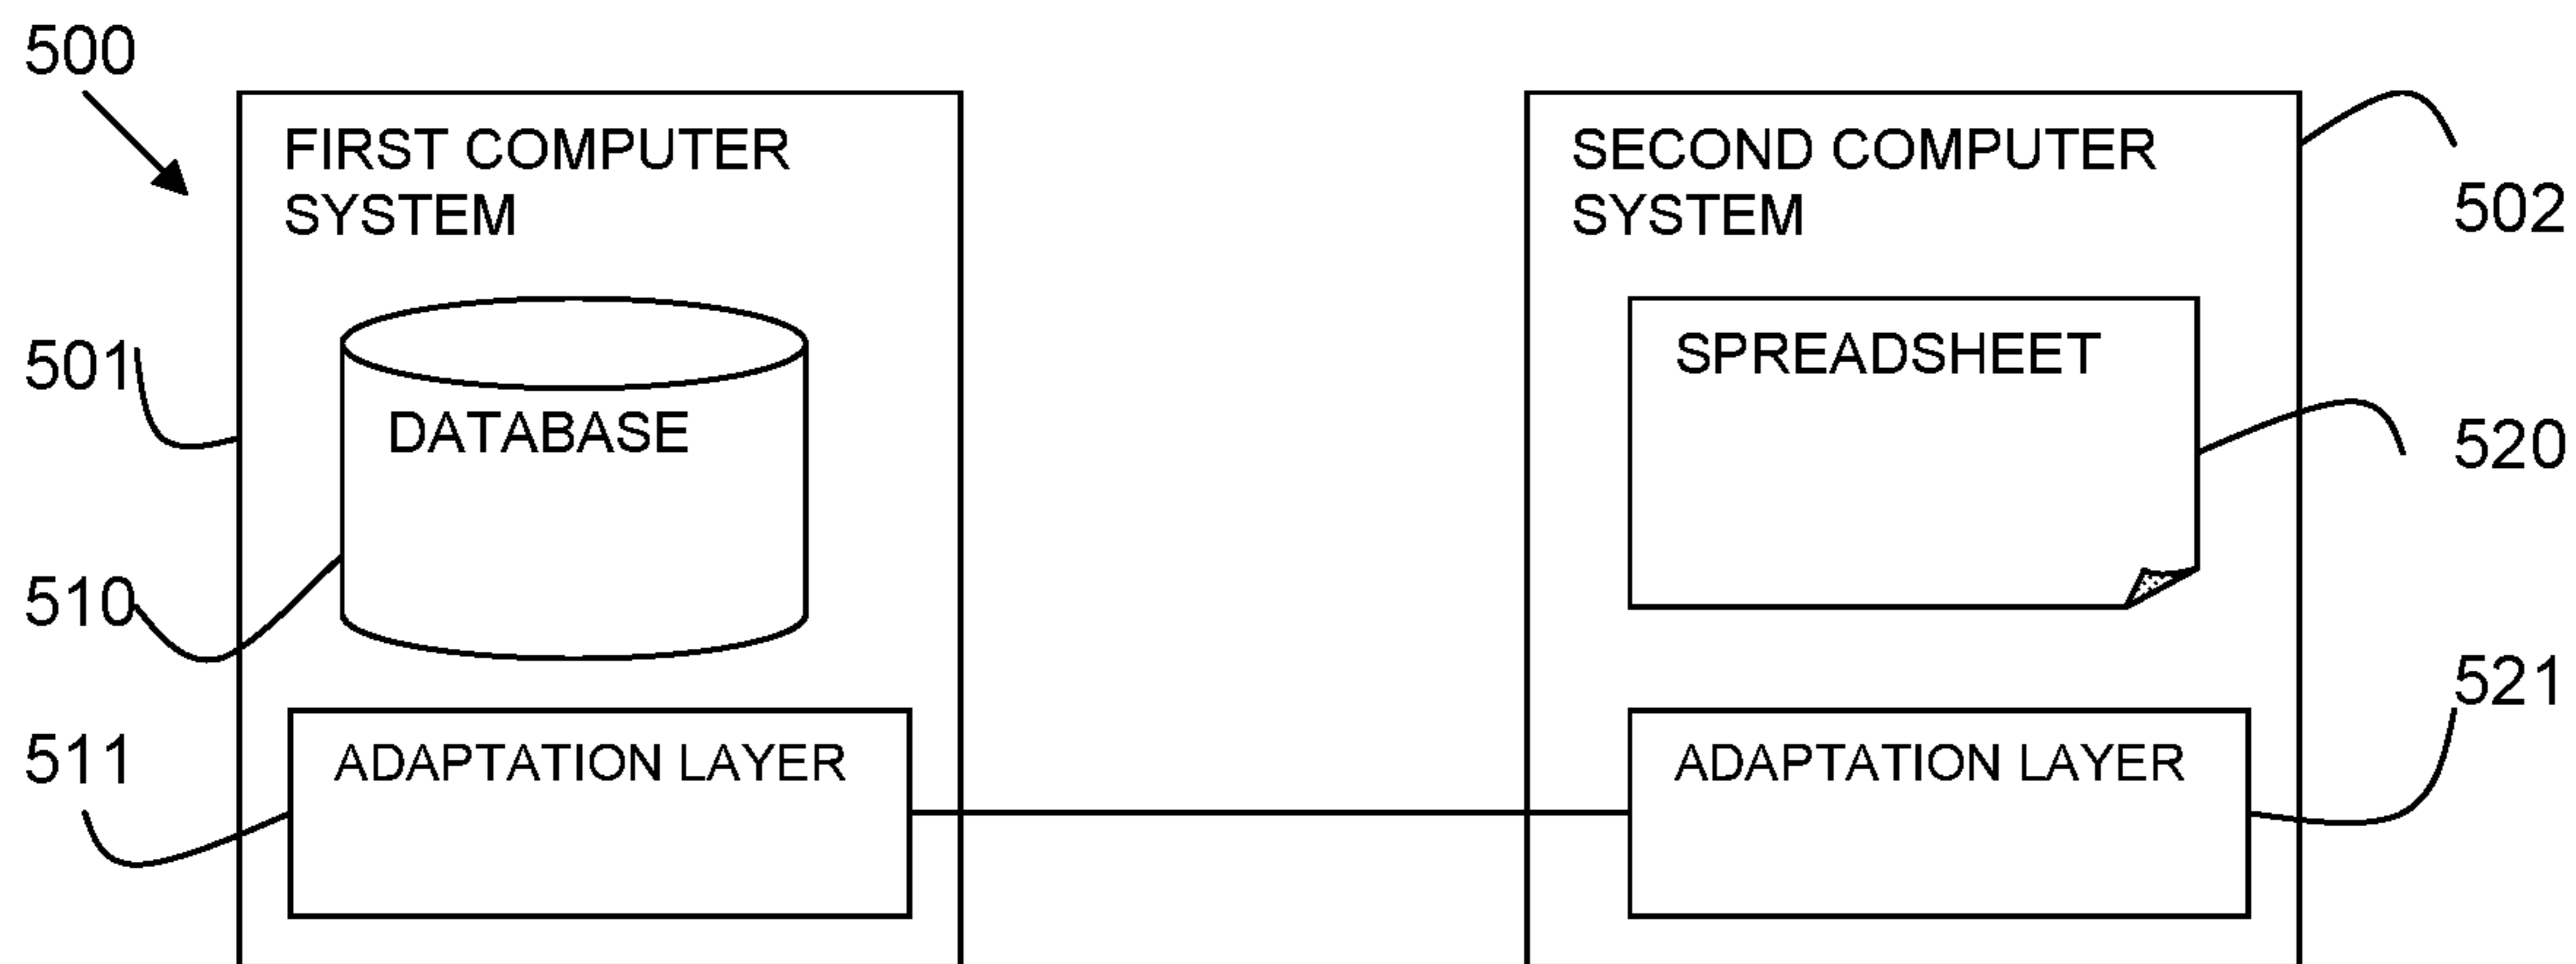 500
FIRST COMPUTER
SYSTEM
501
DATABASE
510
511
ADAPTATION LAYER
SECOND COMPUTER
SYSTEM
502
SPREADSHEET
520
521
ADAPTATION LAYER